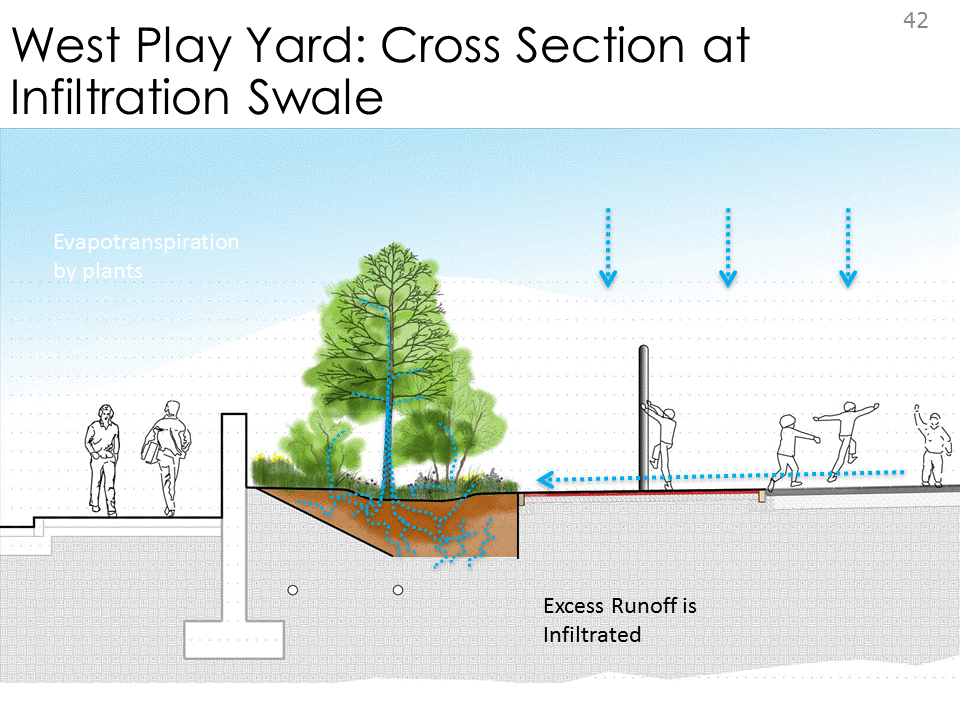 42
West Play Yard: Cross Section at
Infiltration Swale
Evapotranspiration
by plants
Excess Runoff is
Infiltrated